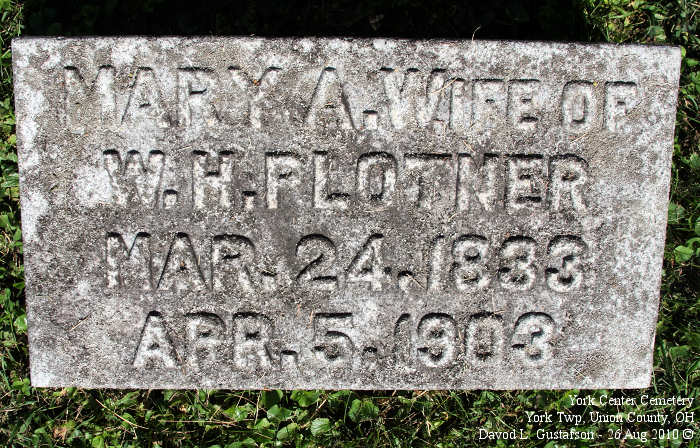 MARY A. WIFE OF
W. H. PLOTNER
MAR. 24. 1833
APR. 5. 1903
York Center Cemetery
York Twp, Union County, OH
Davod L. Gustafson - 26 Aug 2010 ©